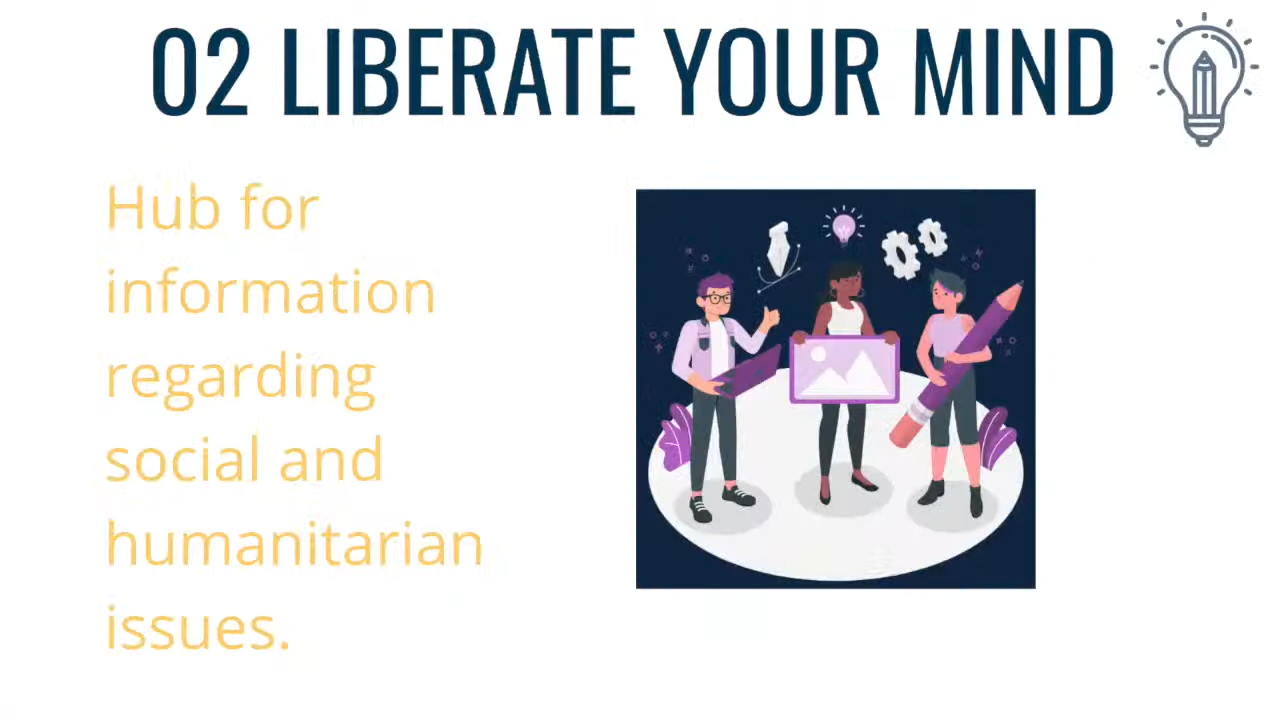 02 LIBERATE YOUR MIND
Hub for
information
regarding
social and
humanitarian
issues.